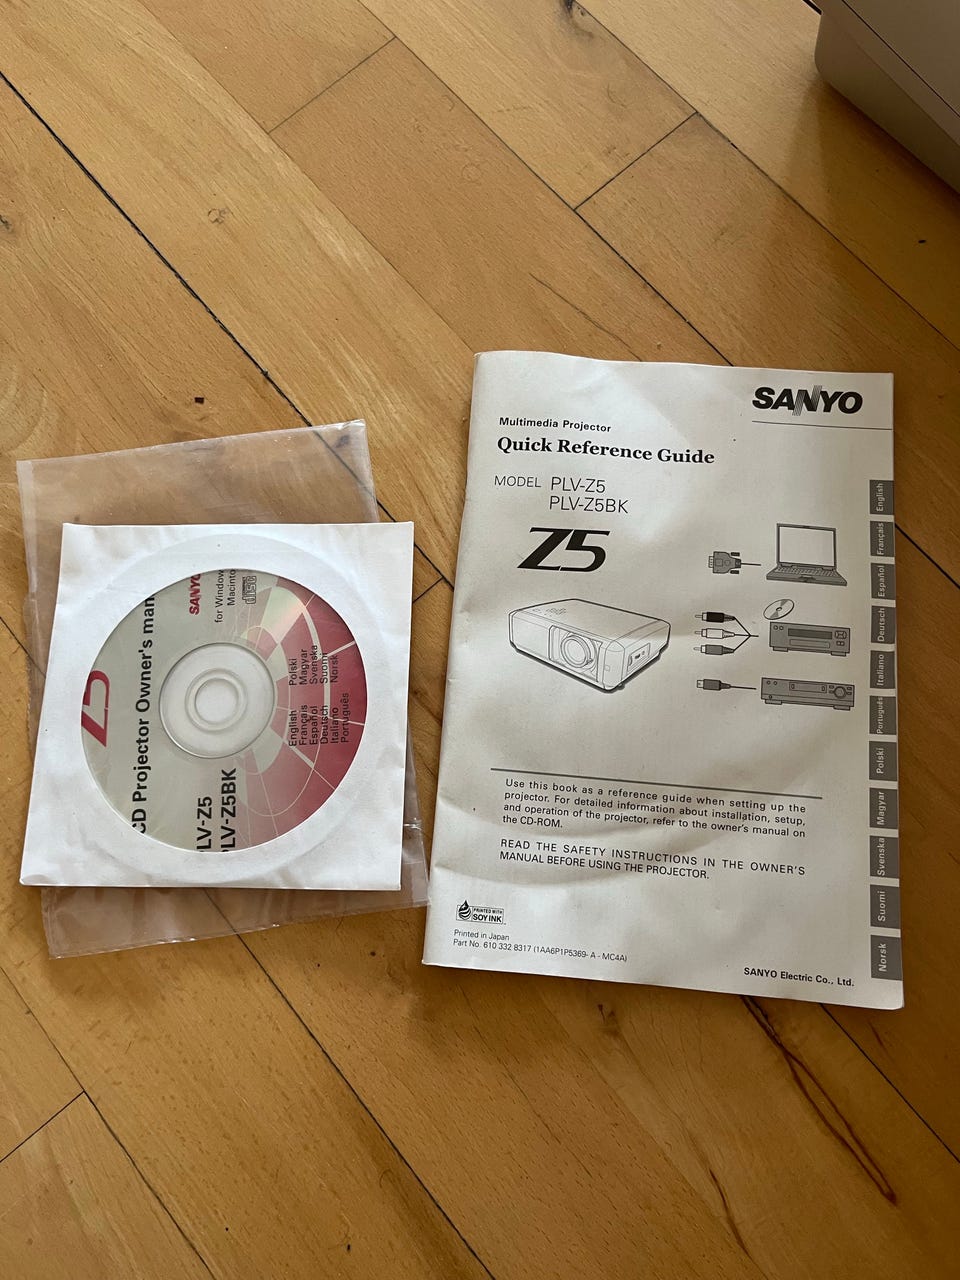 SANYO
Multimedia Projector
Quick Reference Guide
MODEL PLV-Z5
PLV-Z5BK
Z5
English
Français
Español
Deutsch
Italiano
Português
Polski
Magyar
Svenska
Suomi
Norsk
Use this book as a reference guide when setting up the
projector. For detailed information about installation, setup,
and operation of the projector, refer to the owner's manual on
the CD-ROM.
READ THE SAFETY INSTRUCTIONS IN THE OWNER'S
MANUAL BEFORE USING THE PROJECTOR.
PRINTED WITH
SOY INK
Printed in Japan
Part No. 610 332 8317 (1AA6P1P5369- A - MC4A)
SANYO Electric Co., Ltd.
Z5
CD Projector Owner's man
PLV-Z5
PLV-Z5BK
SANYO
for Window
Macinto
disc
English
Français
Español
Deutsch
Italiano
Português
Polski
Magyar
Svenska
Suomi
Norsk